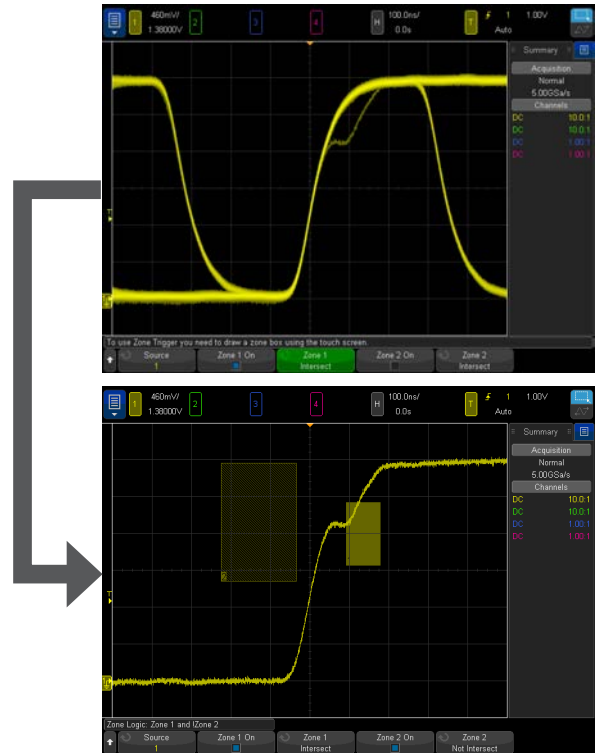 1 460mV/ 2 3 4 H 100.0ns/ T 1 1.00V
1.38000V 0.0s Auto
Summary
Acquisition
Normal
5.00GSa/s
Channels
DC 10.0:1
DC 10.0:1
DC 1.00:1
DC 1.00:1
T
To use Zone Trigger you need to draw a zone box using the touch screen.
Source Zone 1 On Zone 1 Zone 2 On Zone 2
1 Intersect Intersect
1 460mV/ 2 3 4 H 100.0ns/ T 1 1.00V
1.38000V 0.0s Auto
Summary
Acquisition
Normal
5.00GSa/s
Channels
DC 10.0:1
DC 10.0:1
DC 1.00:1
DC 1.00:1
T
Zone Logic: Zone 1 and !Zone 2
Source Zone 1 On Zone 1 Zone 2 On Zone 2
1 Intersect Not Intersect